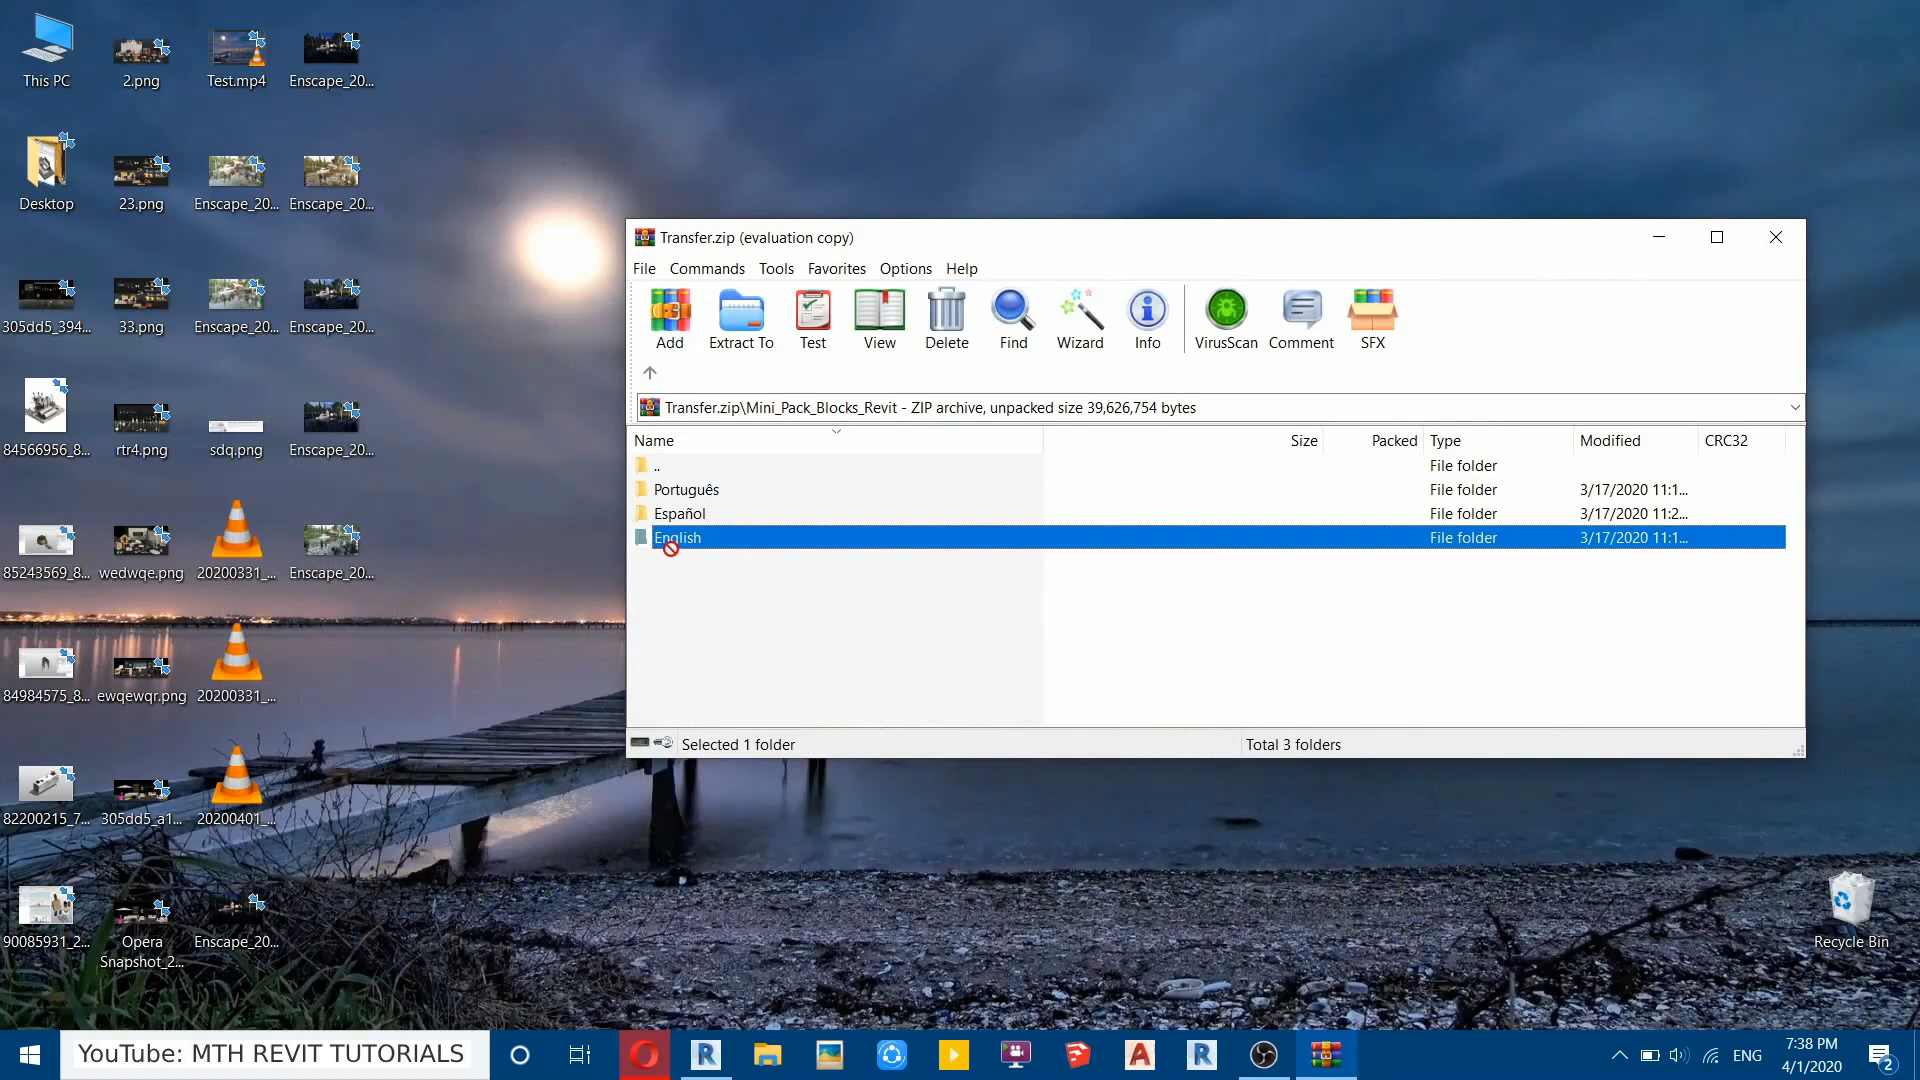 This PC
2.png
Test.mp4
Enscape_20...
Desktop
23.png
Enscape_20...
Enscape_20...
305dd5_394...
33.png
Enscape_20...
Enscape_20...
84566956_8...
rtr4.png
sdq.png
Enscape_20...
85243569_8...
wedwqe.png
20200331_...
Enscape_20...
84984575_8...
ewqewqr.png
20200331_...
82200215_7...
305dd5_a1...
20200401_...
90085931_2...
Opera
Snapshot_2...
Enscape_20...
Transfer.zip (evaluation copy)
File Commands Tools Favorites Options Help
Add Extract To Test View Delete Find Wizard Info VirusScan Comment SFX
Transfer.zip\Mini_Pack_Blocks_Revit - ZIP archive, unpacked size 39,626,754 bytes
Name Size Packed Type Modified CRC32
.. File folder
Português File folder 3/17/2020 11:1...
Español File folder 3/17/2020 11:2...
English File folder 3/17/2020 11:1...
Selected 1 folder Total 3 folders
Recycle Bin
YouTube: MTH REVIT TUTORIALS
ENG
7:38 PM
4/1/2020
2